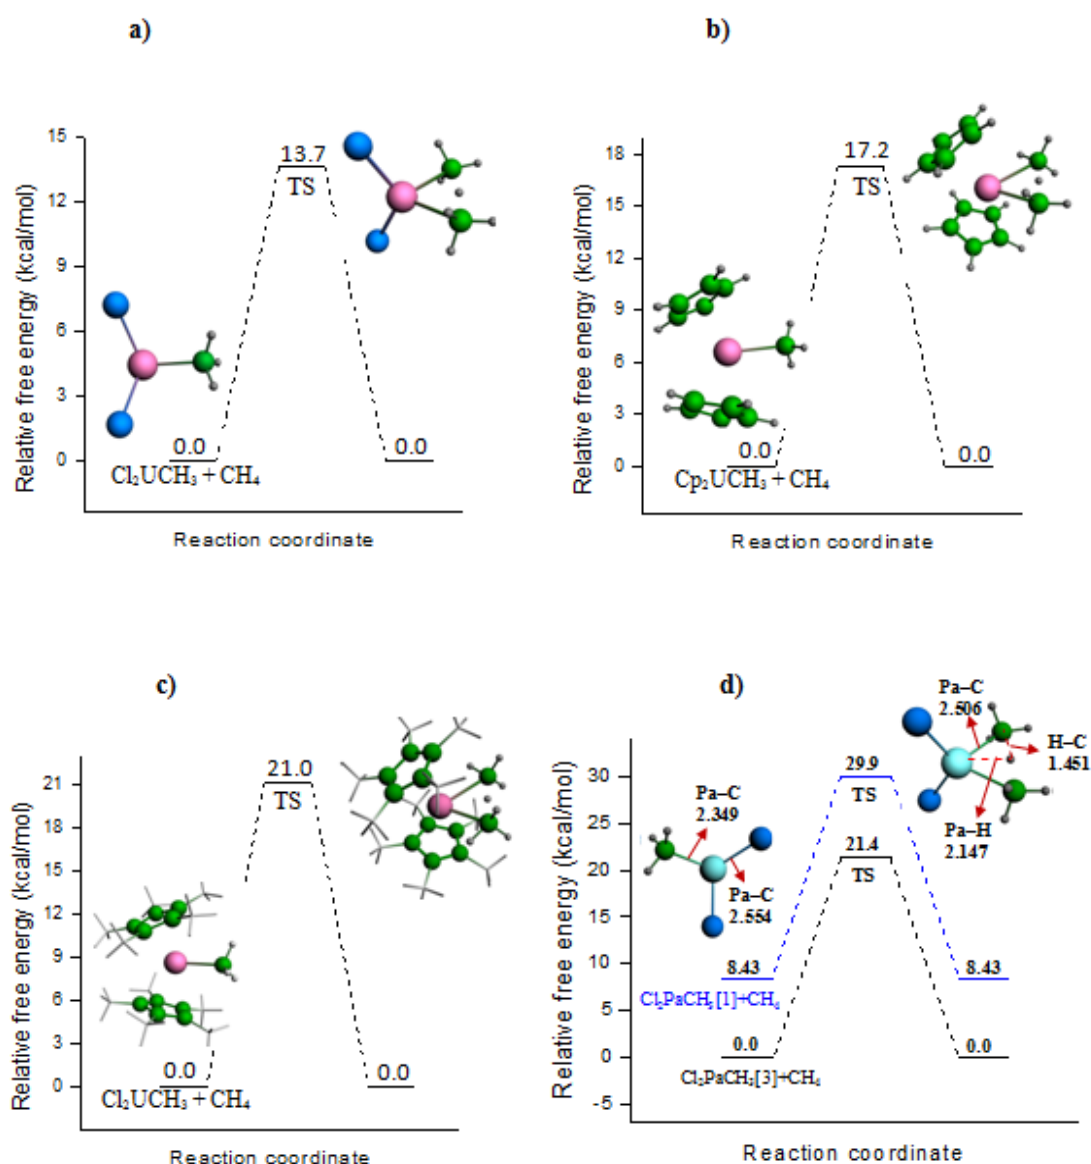 a)
Relative free energy (kcal/mol)
15
12
9
6
3
0
13.7
TS
0.0
0.0
Cl₂UCH₃ + CH₄
Reaction coordinate
b)
Relative free energy (kcal/mol)
18
15
12
9
6
3
0
17.2
TS
0.0
0.0
Cp₂UCH₃ + CH₄
Reaction coordinate
c)
Relative free energy (kcal/mol)
21
18
15
12
9
6
3
0
21.0
TS
0.0
0.0
Cl₂UCH₃ + CH₄
Reaction coordinate
d)
Relative free energy (kcal/mol)
30
25
20
15
10
5
0
-5
Pa–C
2.506
H–C
1.451
Pa–H
2.147
Pa–C
2.349
Pa–C
2.554
29.9
TS
21.4
TS
8.43
8.43
Cl₂PaCH₃[1]+CH₄
0.0
0.0
Cl₂PaCH₃[3]+CH₄
Reaction coordinate